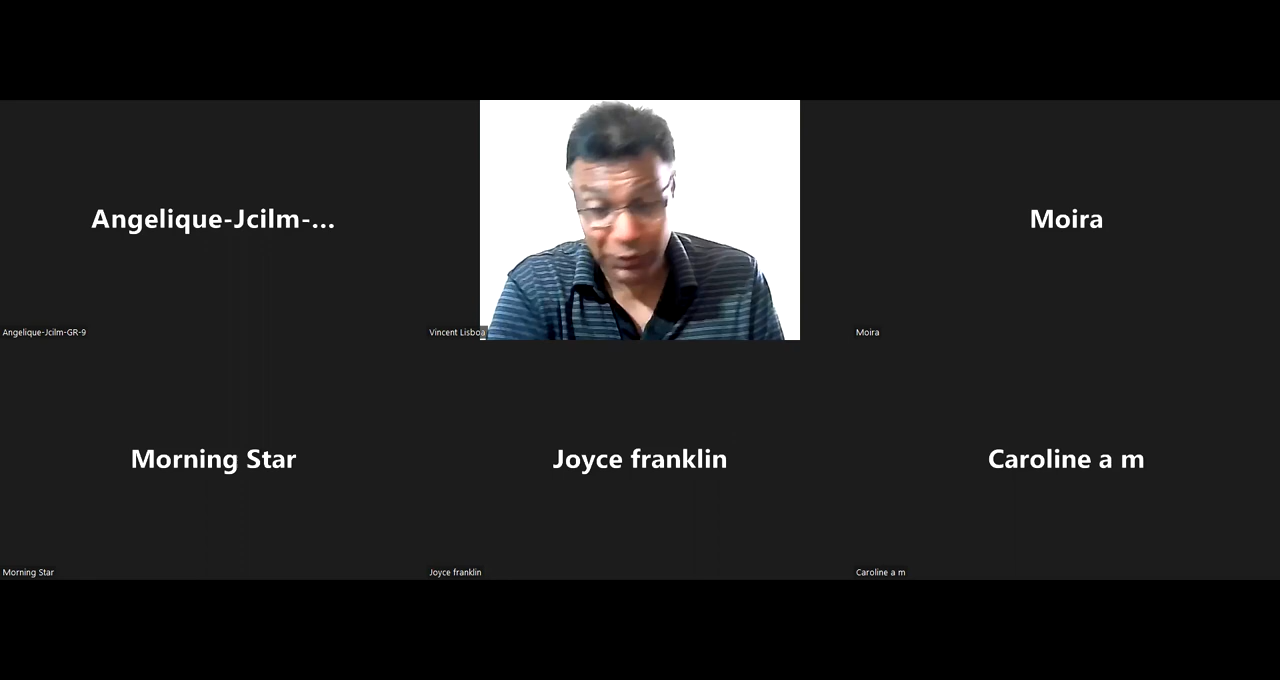 Angelique-Jcilm-...
Moira
Angelique-Jcilm-GR-9
Vincent Lisboa
Moira
Morning Star
Joyce franklin
Caroline a m
Morning Star
Joyce franklin
Caroline a m